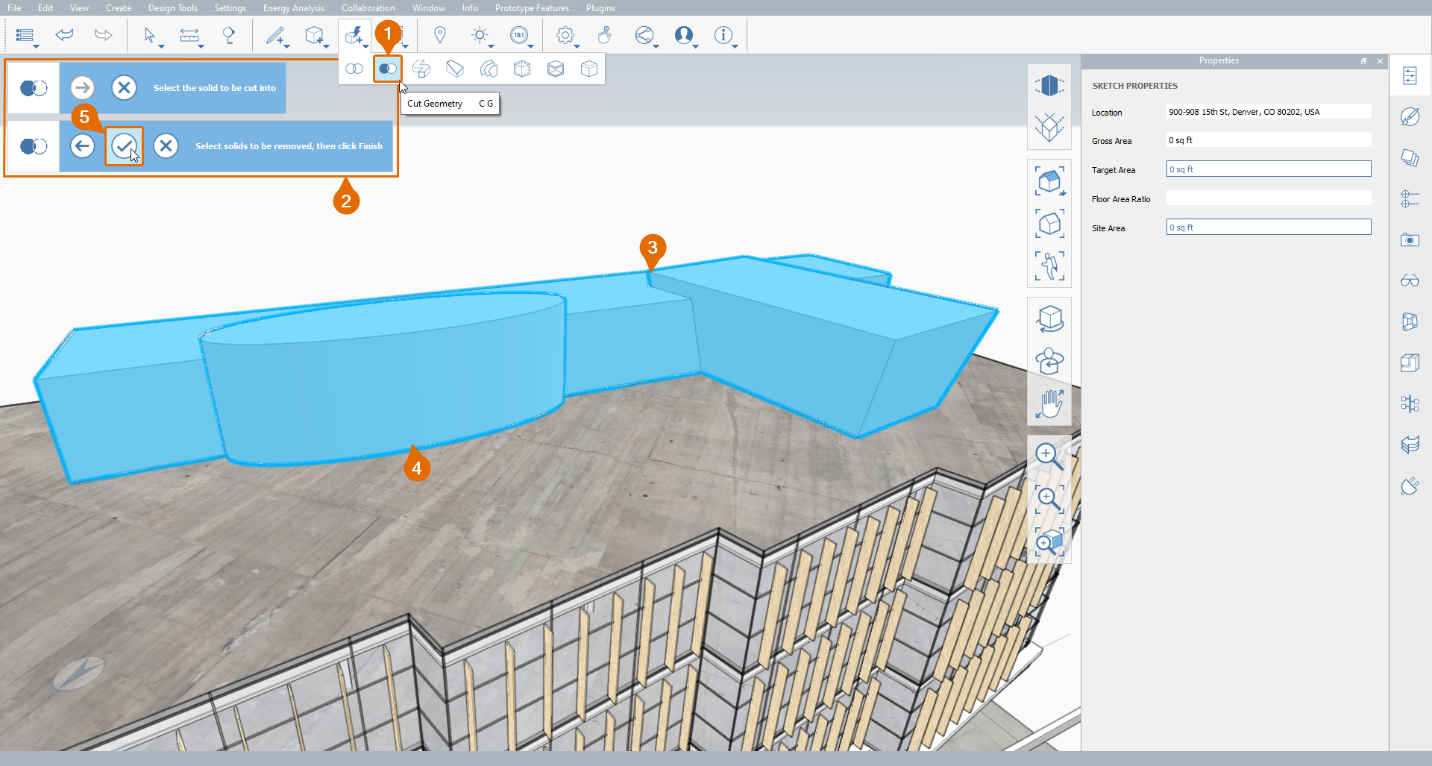 File Edit View Create Design Tools Settings Energy Analysis Collaboration Window Info Prototype Features Plugins
1
Properties
Select the solid to be cut into
Cut Geometry C G
5
Select solids to be removed, then click Finish
2
3
4
SKETCH PROPERTIES
Location 900-908 15th St, Denver, CO 80202, USA
Gross Area 0 sq ft
Target Area 0 sq ft
Floor Area Ratio
Site Area 0 sq ft